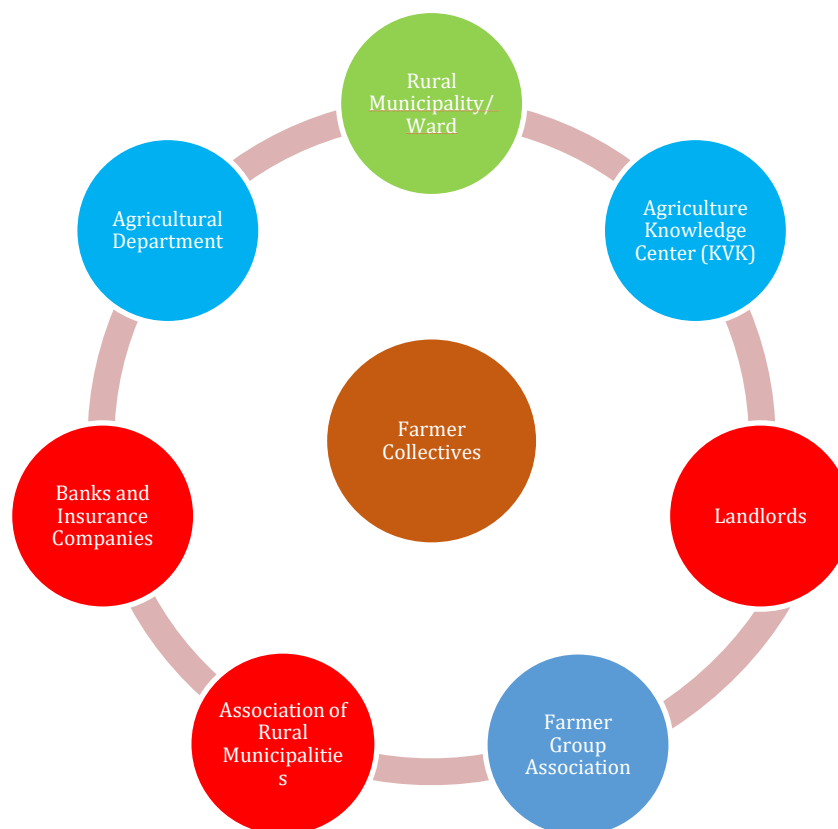 Rural
Municipality/
Ward
Agricultural
Department
Agriculture
Knowledge
Center (KVK)
Farmer
Collectives
Banks and
Insurance
Companies
Landlords
Association of
Rural
Municipalitie
s
Farmer
Group
Association